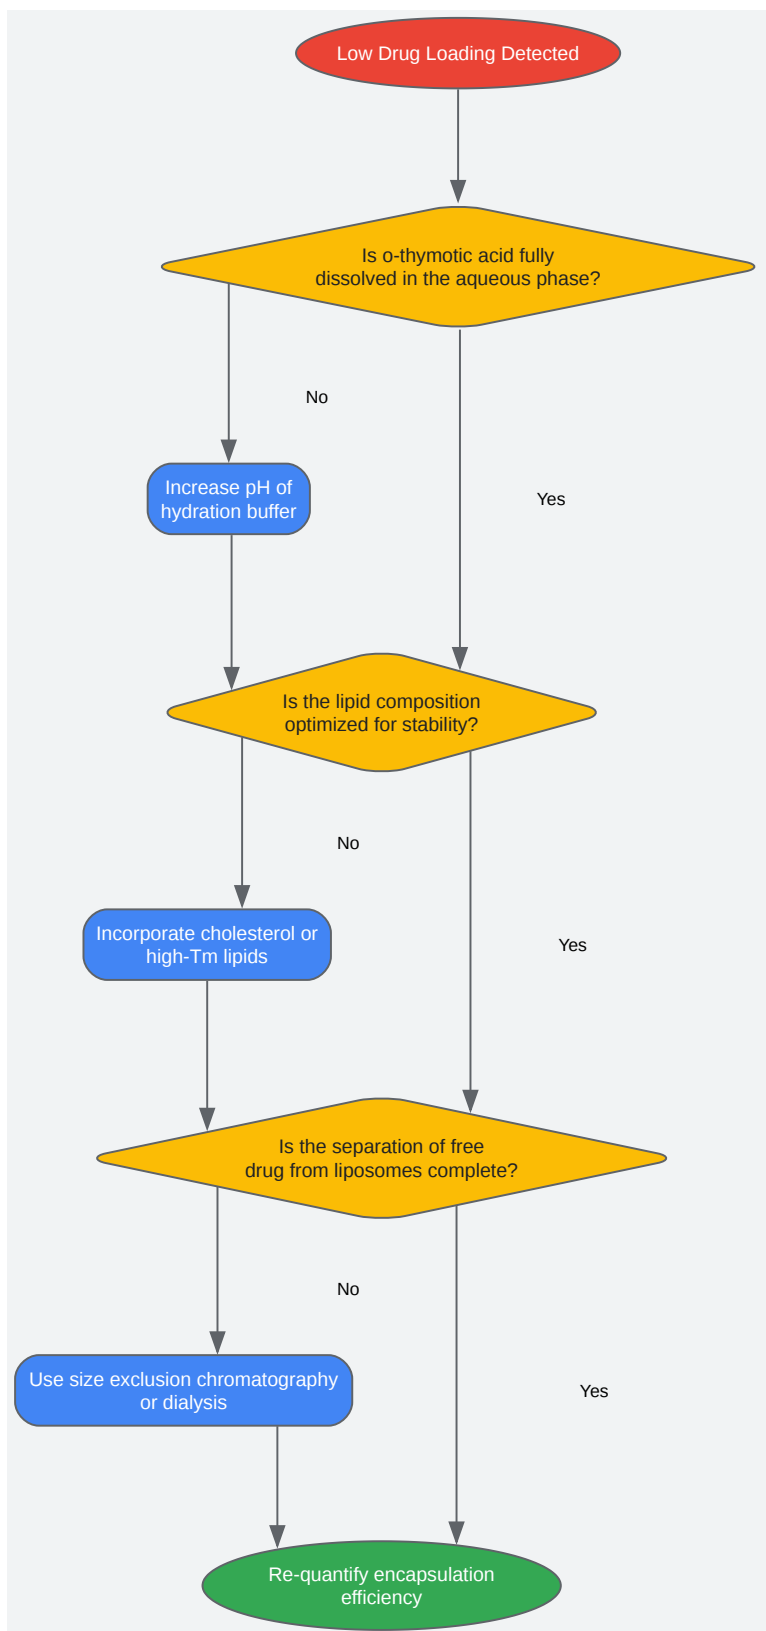 Low Drug Loading Detected
Is o-thymotic acid fully
dissolved in the aqueous phase?
No
Increase pH of
hydration buffer
Yes
Is the lipid composition
optimized for stability?
No
Incorporate cholesterol or
high-Tm lipids
Yes
Is the separation of free
drug from liposomes complete?
No
Use size exclusion chromatography
or dialysis
Yes
Re-quantify encapsulation
efficiency